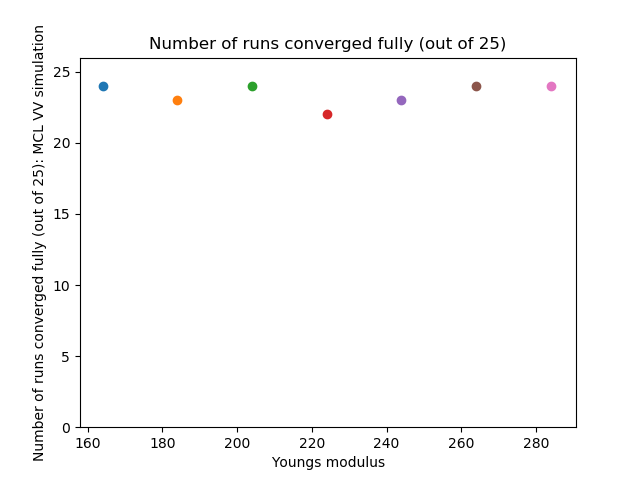 Number of runs converged fully (out of 25)
Number of runs converged fully (out of 25): MCL VV simulation
25
20
15
10
5
0
160 180 200 220 240 260 280
Youngs modulus